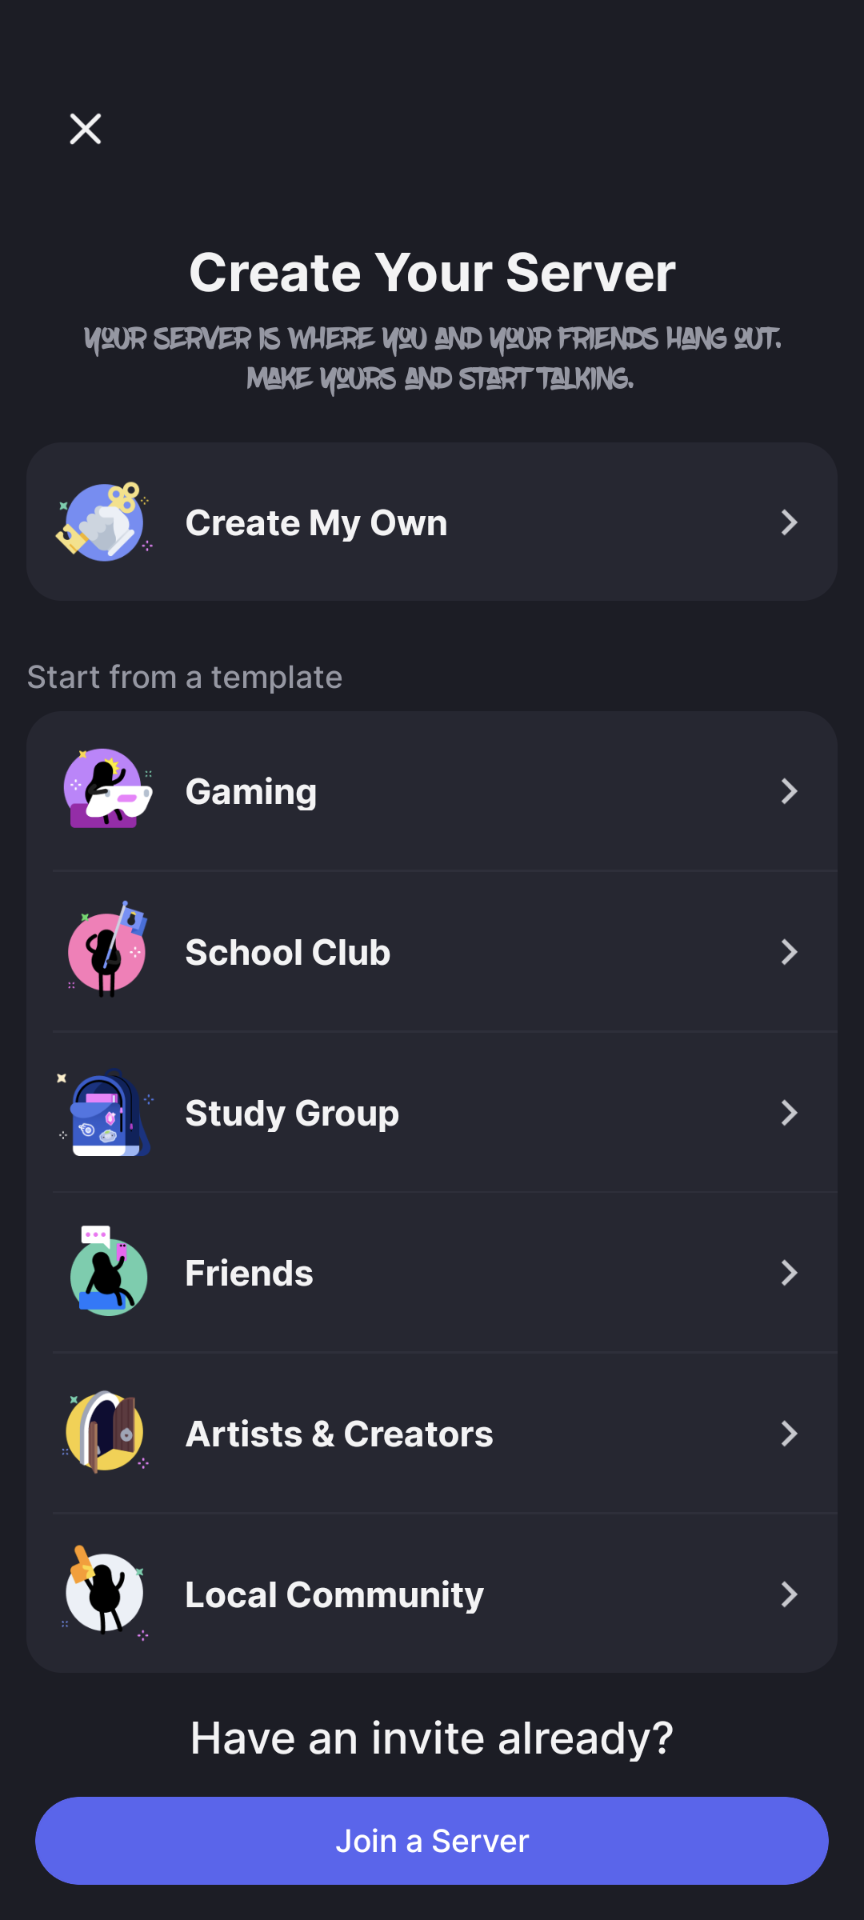 Create Your Server
YOUR SERVER IS WHERE YOU AND YOUR FRIENDS HANG OUT.
MAKE YOURS AND START TALKING.
Create My Own
Start from a template
Gaming
School Club
Study Group
Friends
Artists & Creators
Local Community
Have an invite already?
Join a Server